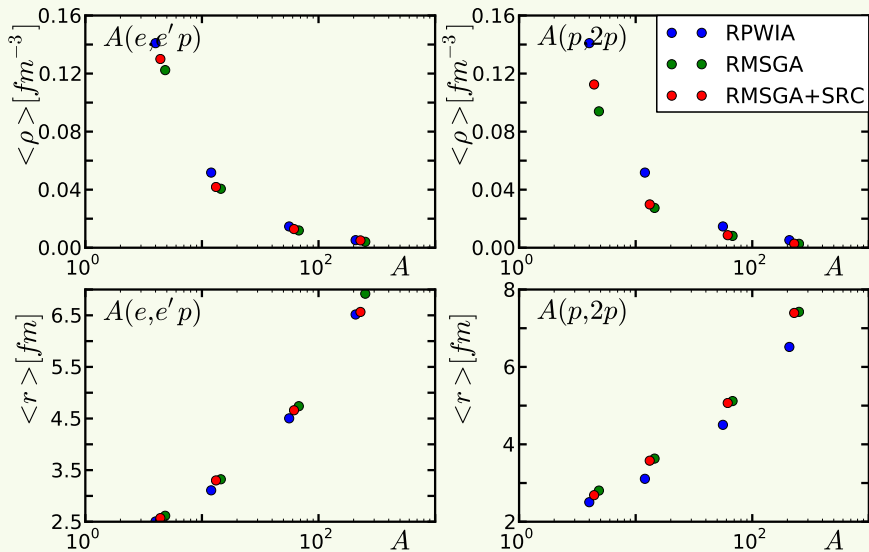 <ρ>[fm⁻³]
0.16
0.12
0.08
0.04
0.00
A(e,e′p)
10⁰
10²
A
<ρ>[fm⁻³]
0.16
0.12
0.08
0.04
0.00
A(p,2p)
RPWIA
RMSGA
RMSGA+SRC
10⁰
10²
A
<r>[fm]
6.5
5.5
4.5
3.5
2.5
A(e,e′p)
10⁰
10²
A
<r>[fm]
8
6
4
2
A(p,2p)
10⁰
10²
A